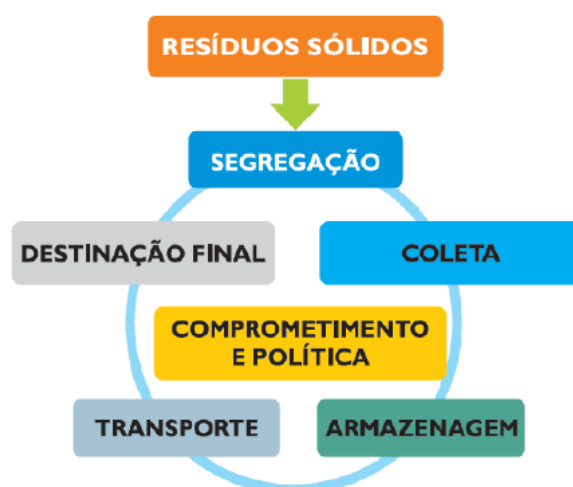 RESÍDUOS SÓLIDOS
SEGREGAÇÃO
DESTINAÇÃO FINAL
COLETA
COMPROMETIMENTO
E POLÍTICA
TRANSPORTE
ARMAZENAGEM